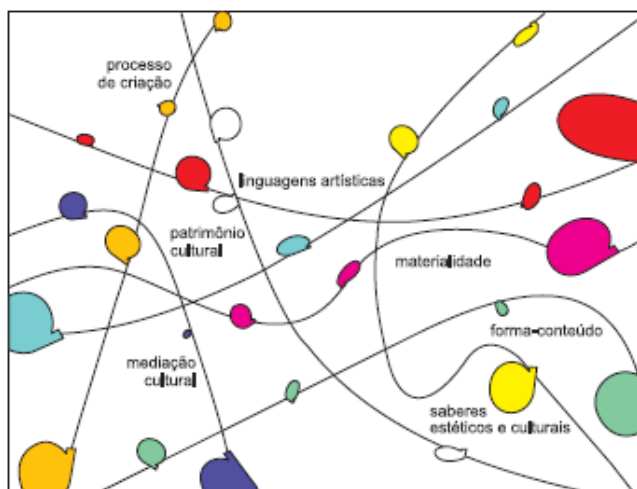 processo
de criação
linguagens artísticas
patrimônio
cultural
materialidade
forma-conteúdo
mediação
cultural
saberes
estéticos e culturais